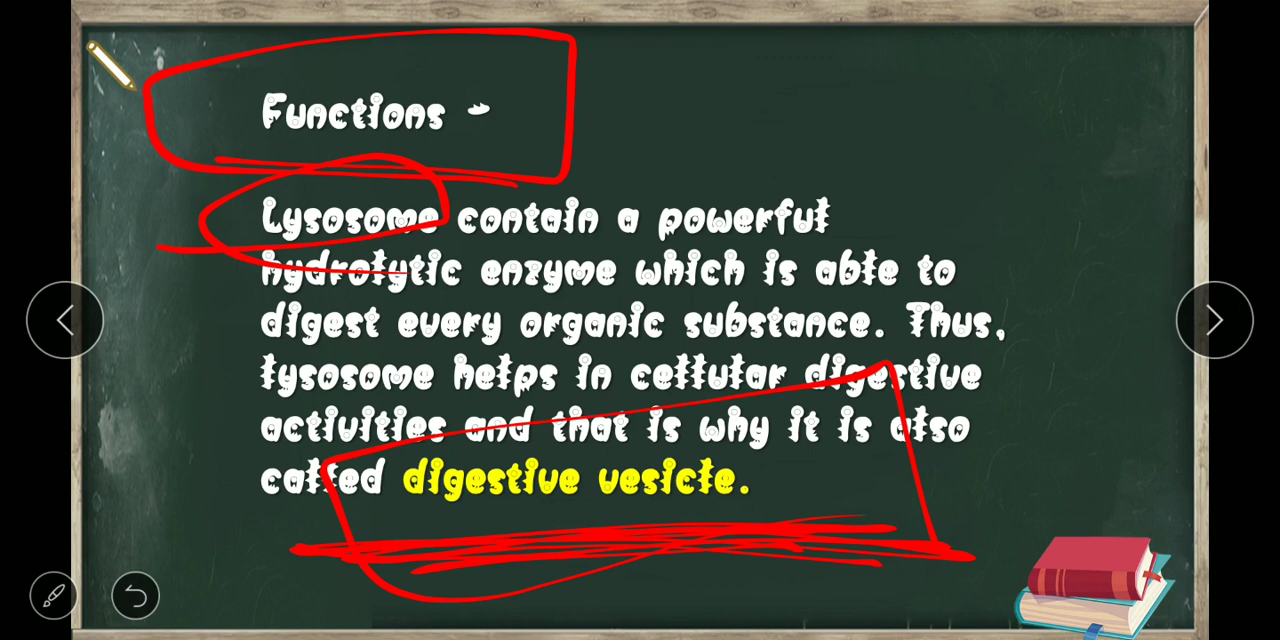 Functions -
Lysosome contain a powerful
hydrolytic enzyme which is able to
digest every organic substance. Thus,
lysosome helps in cellular digestive
activities and that is why it is also
called digestive vesicle.